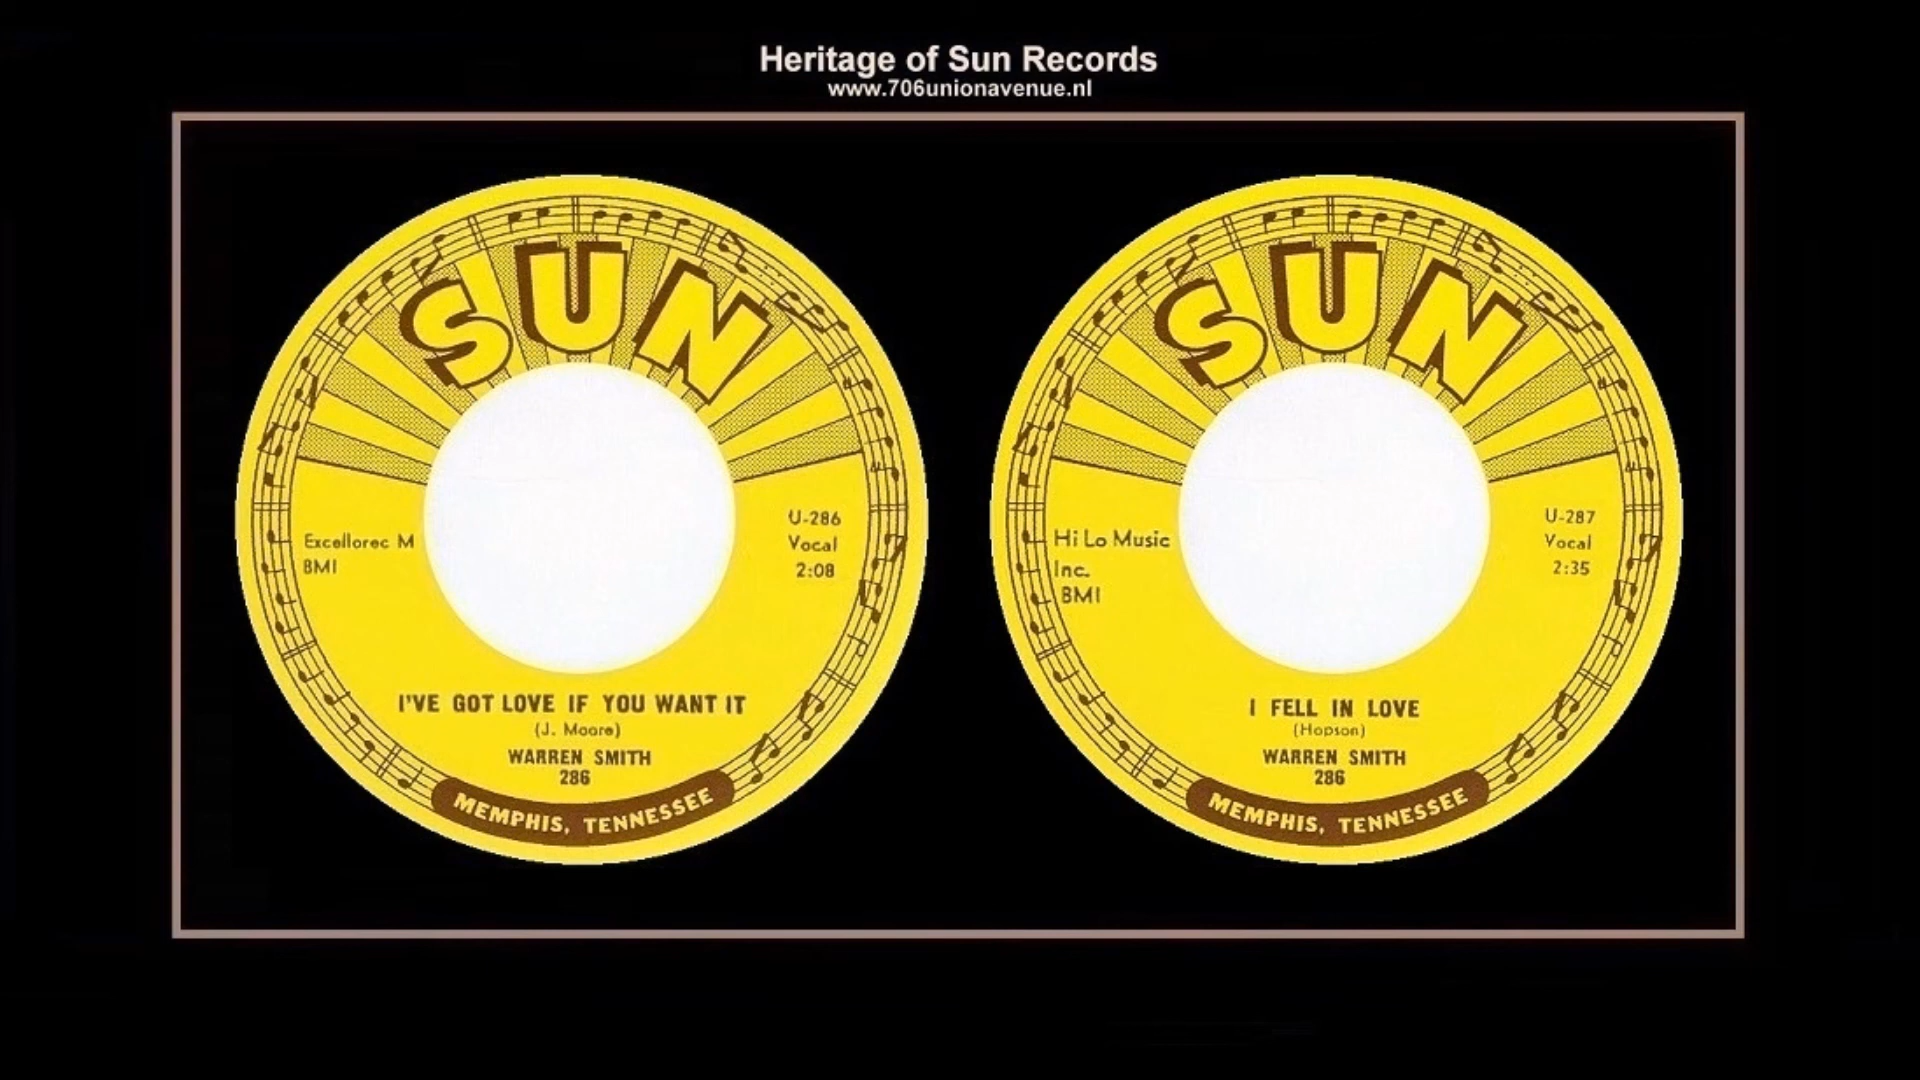 Heritage of Sun Records
www.706unionavenue.nl
SUN
Excellorec M
BMI
U-286
Vocal
2:08
I'VE GOT LOVE IF YOU WANT IT
(J. Moore)
WARREN SMITH
286
MEMPHIS, TENNESSEE
SUN
Hi Lo Music
Inc.
BMI
U-287
Vocal
2:35
I FELL IN LOVE
(Hopson)
WARREN SMITH
286
MEMPHIS, TENNESSEE